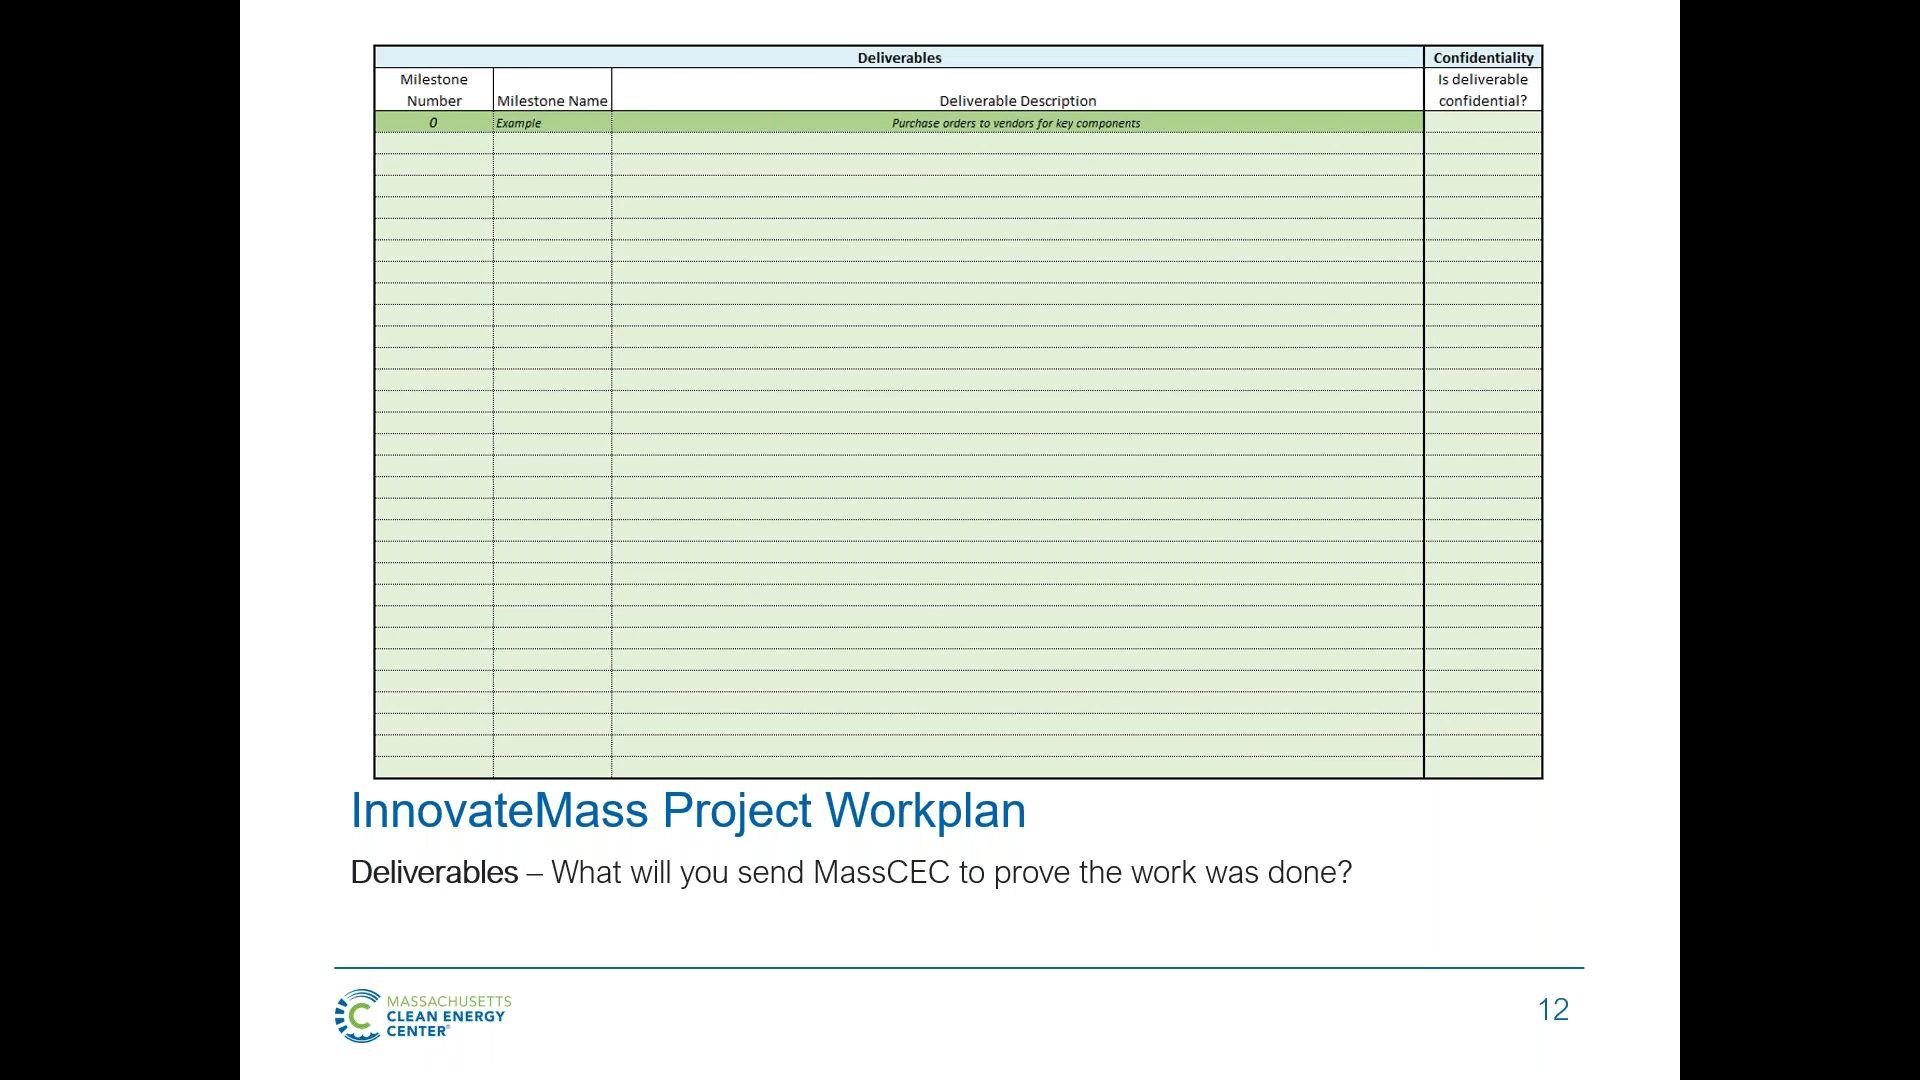 Deliverables Confidentiality
Milestone Number Milestone Name Deliverable Description Is deliverable confidential?
0 Example Purchase orders to vendors for key components
InnovateMass Project Workplan
Deliverables – What will you send MassCEC to prove the work was done?
MASSACHUSETTS
CLEAN ENERGY
CENTER®
12